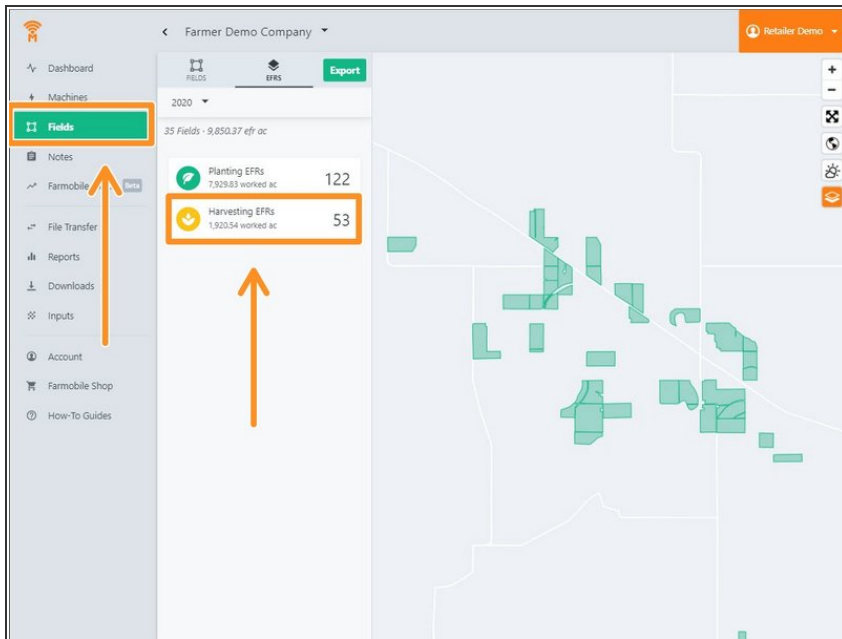 Farmer Demo Company
Retailer Demo
Dashboard
Machines
Fields
Notes
Farmobile
Beta
File Transfer
Reports
Downloads
Inputs
Account
Farmobile Shop
How-To Guides
FIELDS
EFRS
Export
2020
35 Fields - 9,850.37 efr ac
Planting EFRs
7,929.83 worked ac
122
Harvesting EFRs
1,920.54 worked ac
53